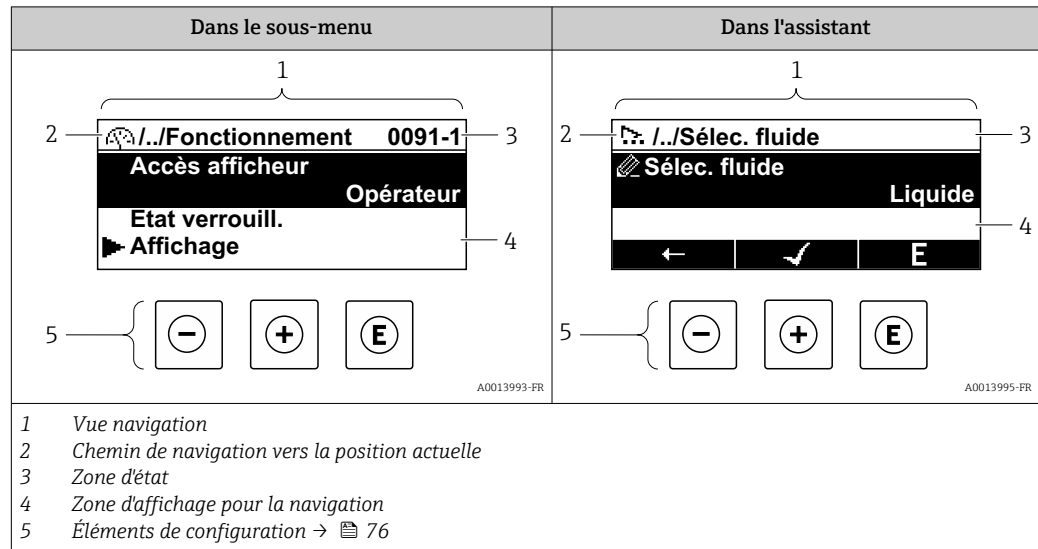 Dans le sous-menu
Dans l'assistant
1
1
2
/../Fonctionnement 0091-1
3
Accès afficheur
Opérateur
Etat verrouill.
Affichage
4
2
/../Sélec. fluide
3
Sélec. fluide
Liquide
4
E
5
E
A0013993-FR
5
E
A0013995-FR
1 Vue navigation
2 Chemin de navigation vers la position actuelle
3 Zone d'état
4 Zone d'affichage pour la navigation
5 Éléments de configuration → 76